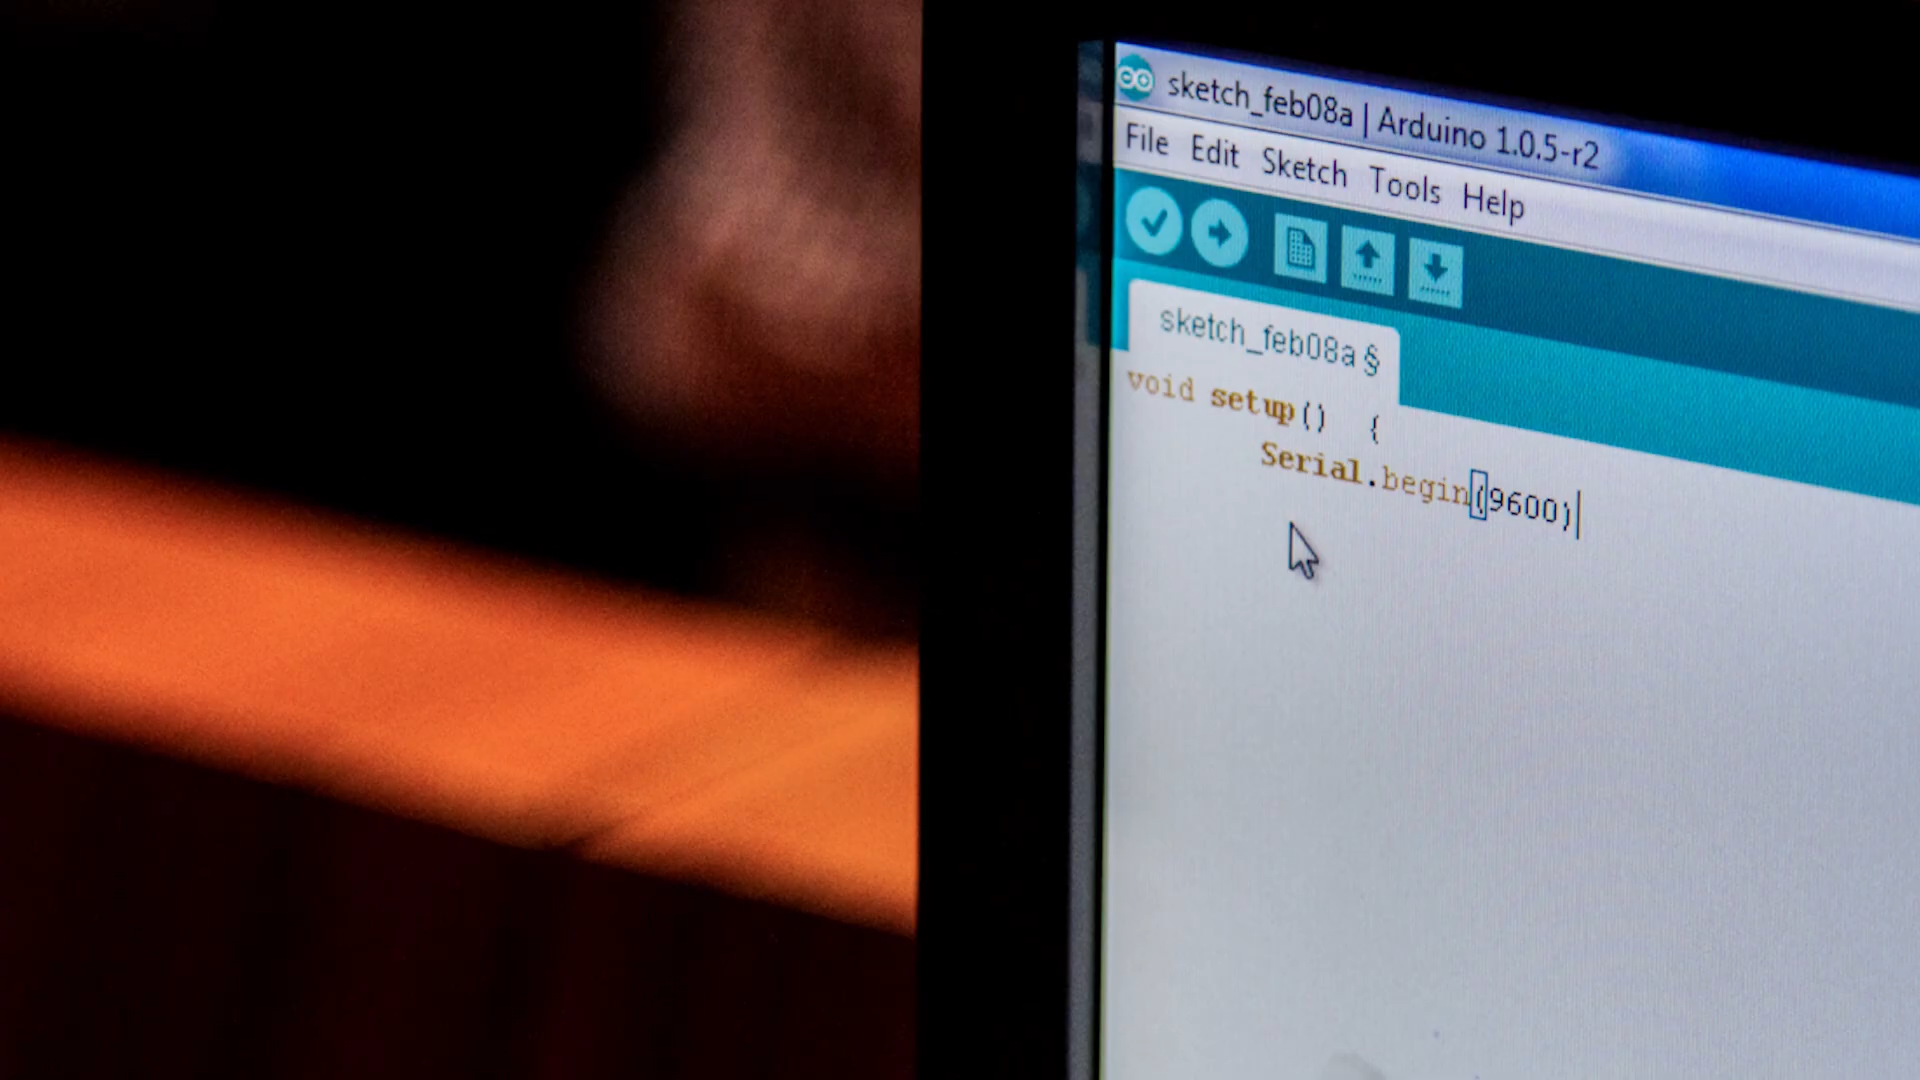 sketch_feb08a | Arduino 1.0.5-r2
File Edit Sketch Tools Help
sketch_feb08a §
void setup() {
Serial.begin(9600)